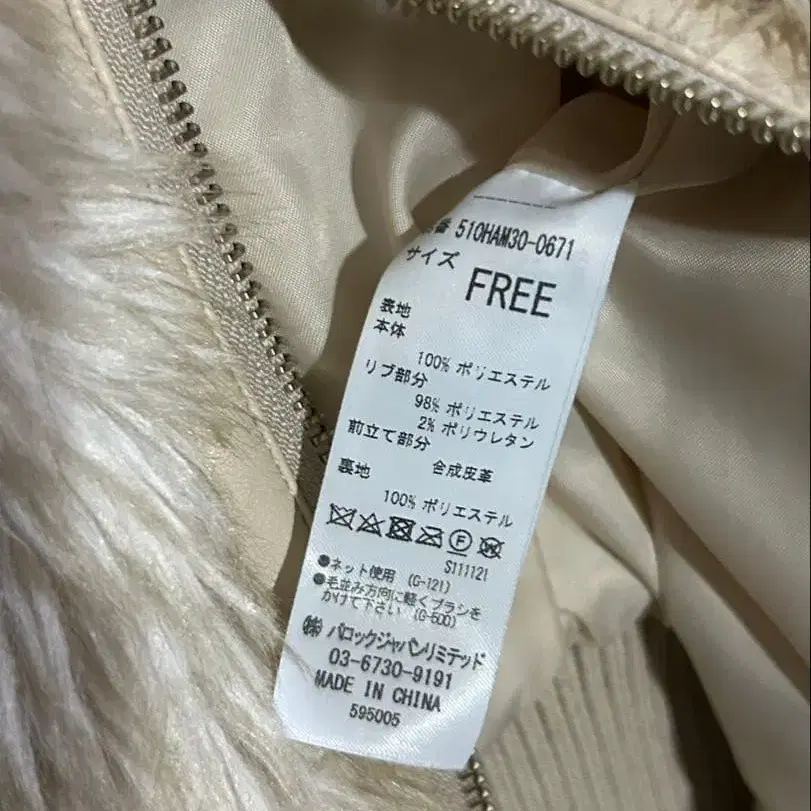 番 510HAM30-0671
サイズ
FREE
表地
本体
100% ポリエステル
リブ部分
98% ポリエステル
2% ポリウレタン
前立て部分
合成皮革
裏地
100% ポリエステル
F W
S111121
●ネット使用 (G-121)
●毛並み方向に軽くブラシを
かけて下さい (G-500)
㈱バロックジャパンリミテッド
03-6730-9191
MADE IN CHINA
595005